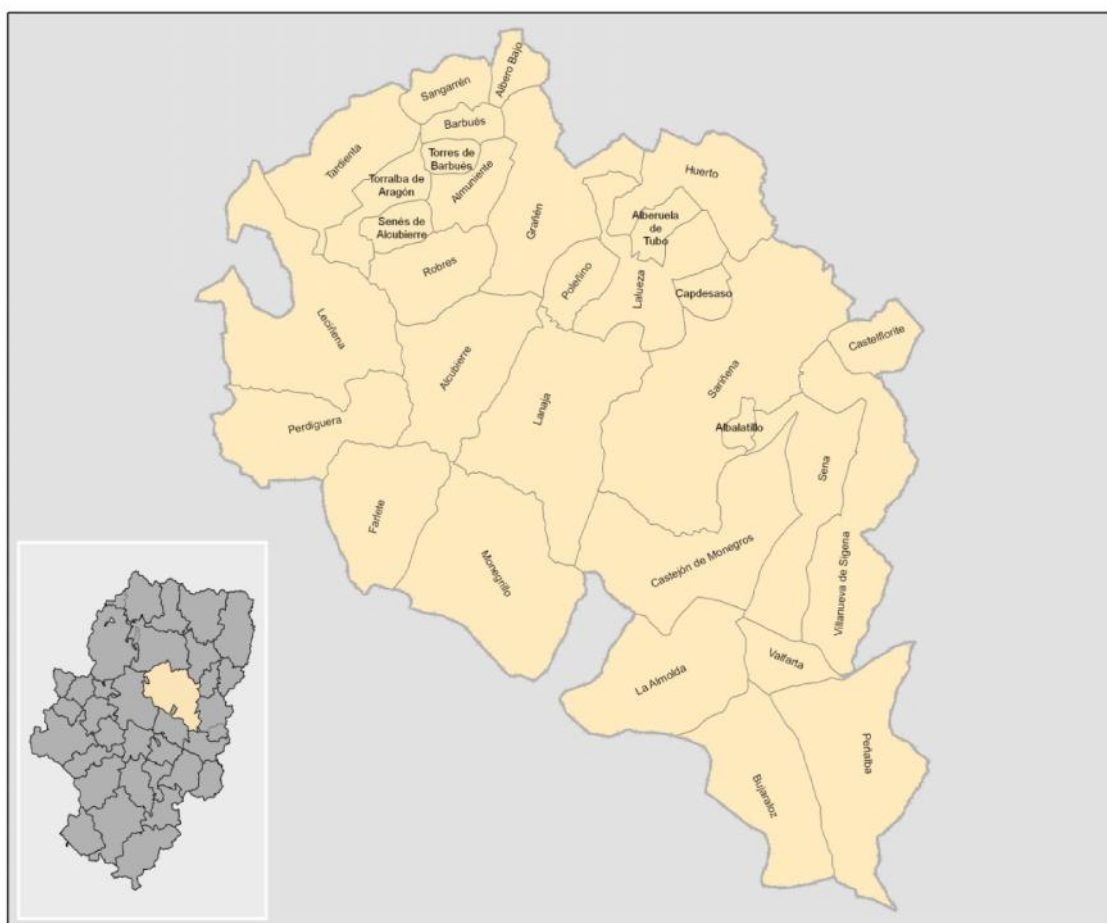 Albero Bajo
Sangarrén
Barbués
Tardienta
Torres de
Barbués
Almuniente
Torralba de
Aragón
Huerto
Grañén
Senés de
Alcubierre
Alberuela
de
Tubo
Robres
Poleñino
Lalueza
Capdesaso
Leciñena
Castelflorite
Alcubierre
Sariñena
Lanaja
Perdiguera
Albalatillo
Sena
Farlete
Monegrillo
Castejón de Monegros
Villanueva de Sigena
Valfarta
La Almolda
Peñalba
Bujaraloz